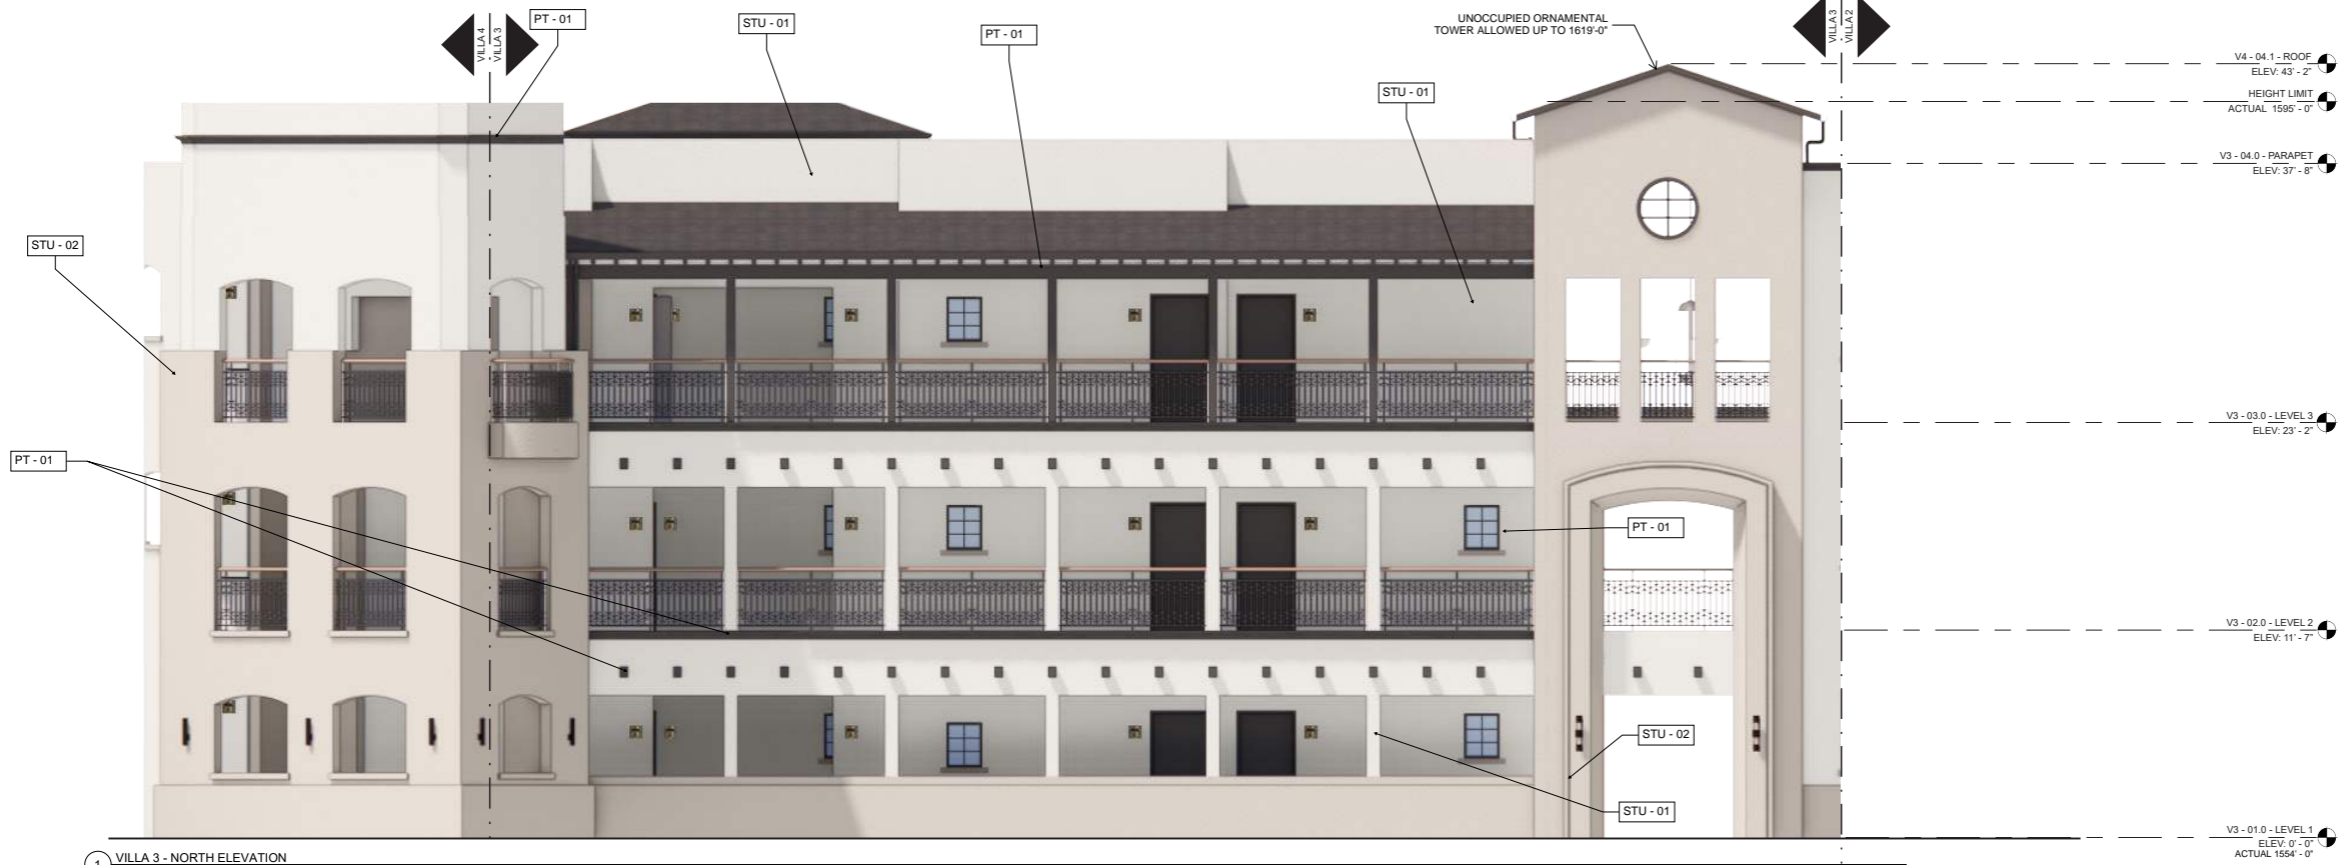 VILLA 4
VILLA 3
PT - 01
STU - 01
PT - 01
UNOCCUPIED ORNAMENTAL
TOWER ALLOWED UP TO 1619'-0"
VILLA 3
VILLA 2
STU - 01
V4 - 04.1 - ROOF
ELEV: 43' - 2"
HEIGHT LIMIT
ACTUAL 1595' - 0"
V3 - 04.0 - PARAPET
ELEV: 37' - 8"
STU - 02
V3 - 03.0 - LEVEL 3
ELEV: 23' - 2"
PT - 01
PT - 01
V3 - 02.0 - LEVEL 2
ELEV: 11' - 7"
STU - 02
STU - 01
V3 - 01.0 - LEVEL 1
ELEV: 0' - 0"
ACTUAL 1554' - 0"
1 VILLA 3 - NORTH ELEVATION